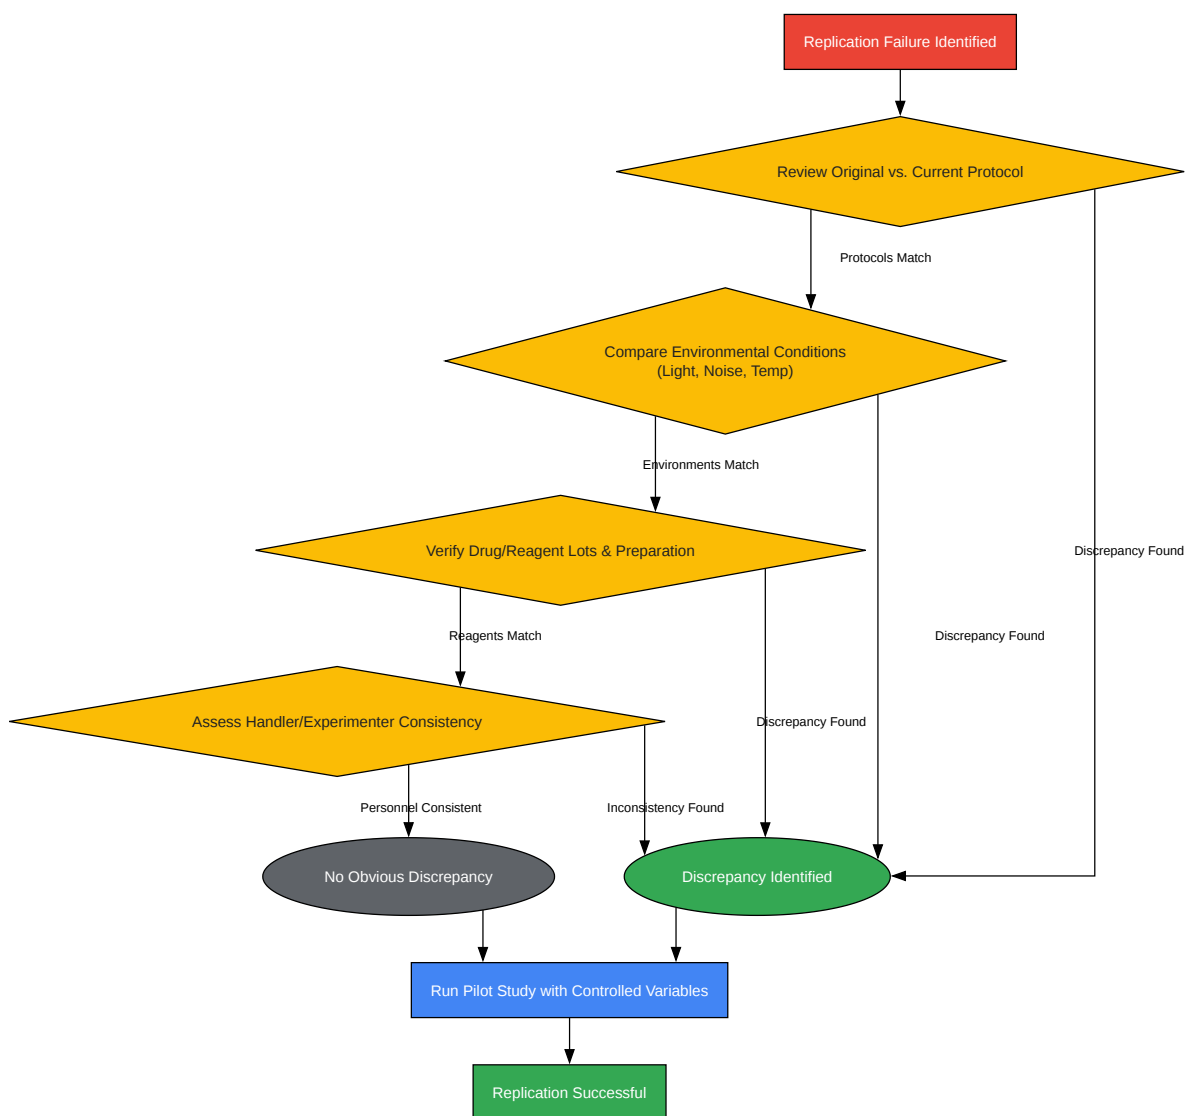 Replication Failure Identified
Review Original vs. Current Protocol
Protocols Match
Compare Environmental Conditions
(Light, Noise, Temp)
Environments Match
Verify Drug/Reagent Lots & Preparation
Discrepancy Found
Reagents Match
Discrepancy Found
Assess Handler/Experimenter Consistency
Discrepancy Found
Personnel Consistent
Inconsistency Found
No Obvious Discrepancy
Discrepancy Identified
Run Pilot Study with Controlled Variables
Replication Successful